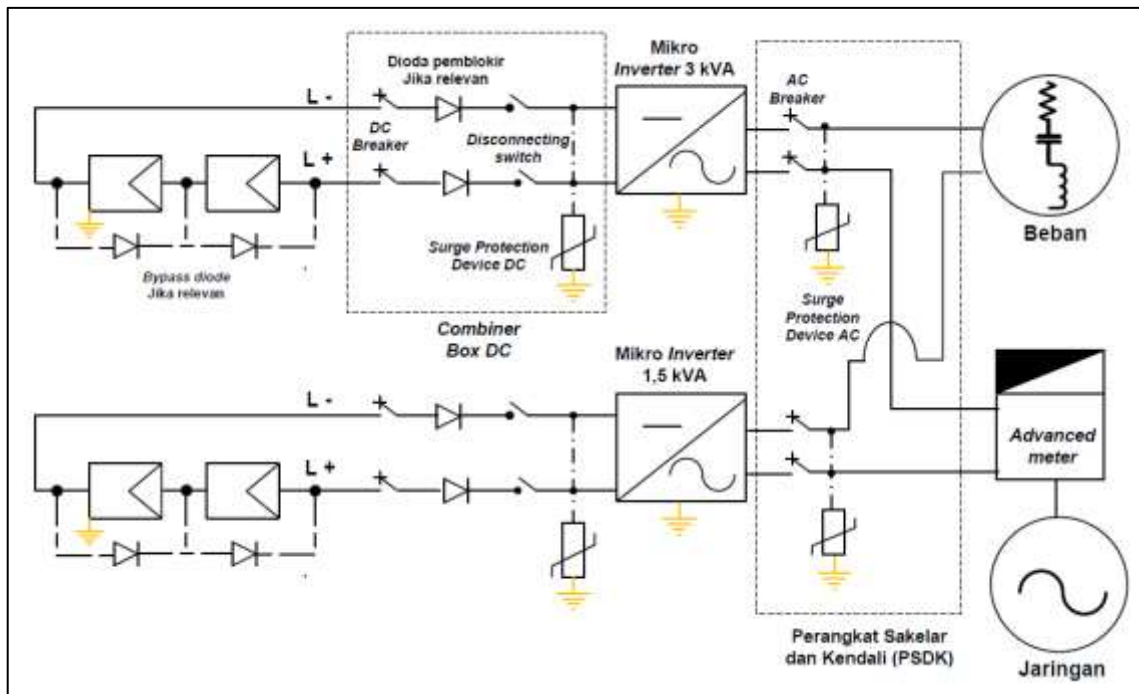 Dioda pemblokir
Jika relevan
Mikro
Inverter 3 kVA
AC
Breaker
L -
DC
Breaker
Disconnecting
switch
L +
Beban
Bypass diode
Jika relevan
Surge Protection
Device DC
Surge
Protection
Device AC
Combiner
Box DC
Mikro Inverter
1,5 kVA
L -
L +
Advanced
meter
Perangkat Sakelar
dan Kendali (PSDK)
Jaringan